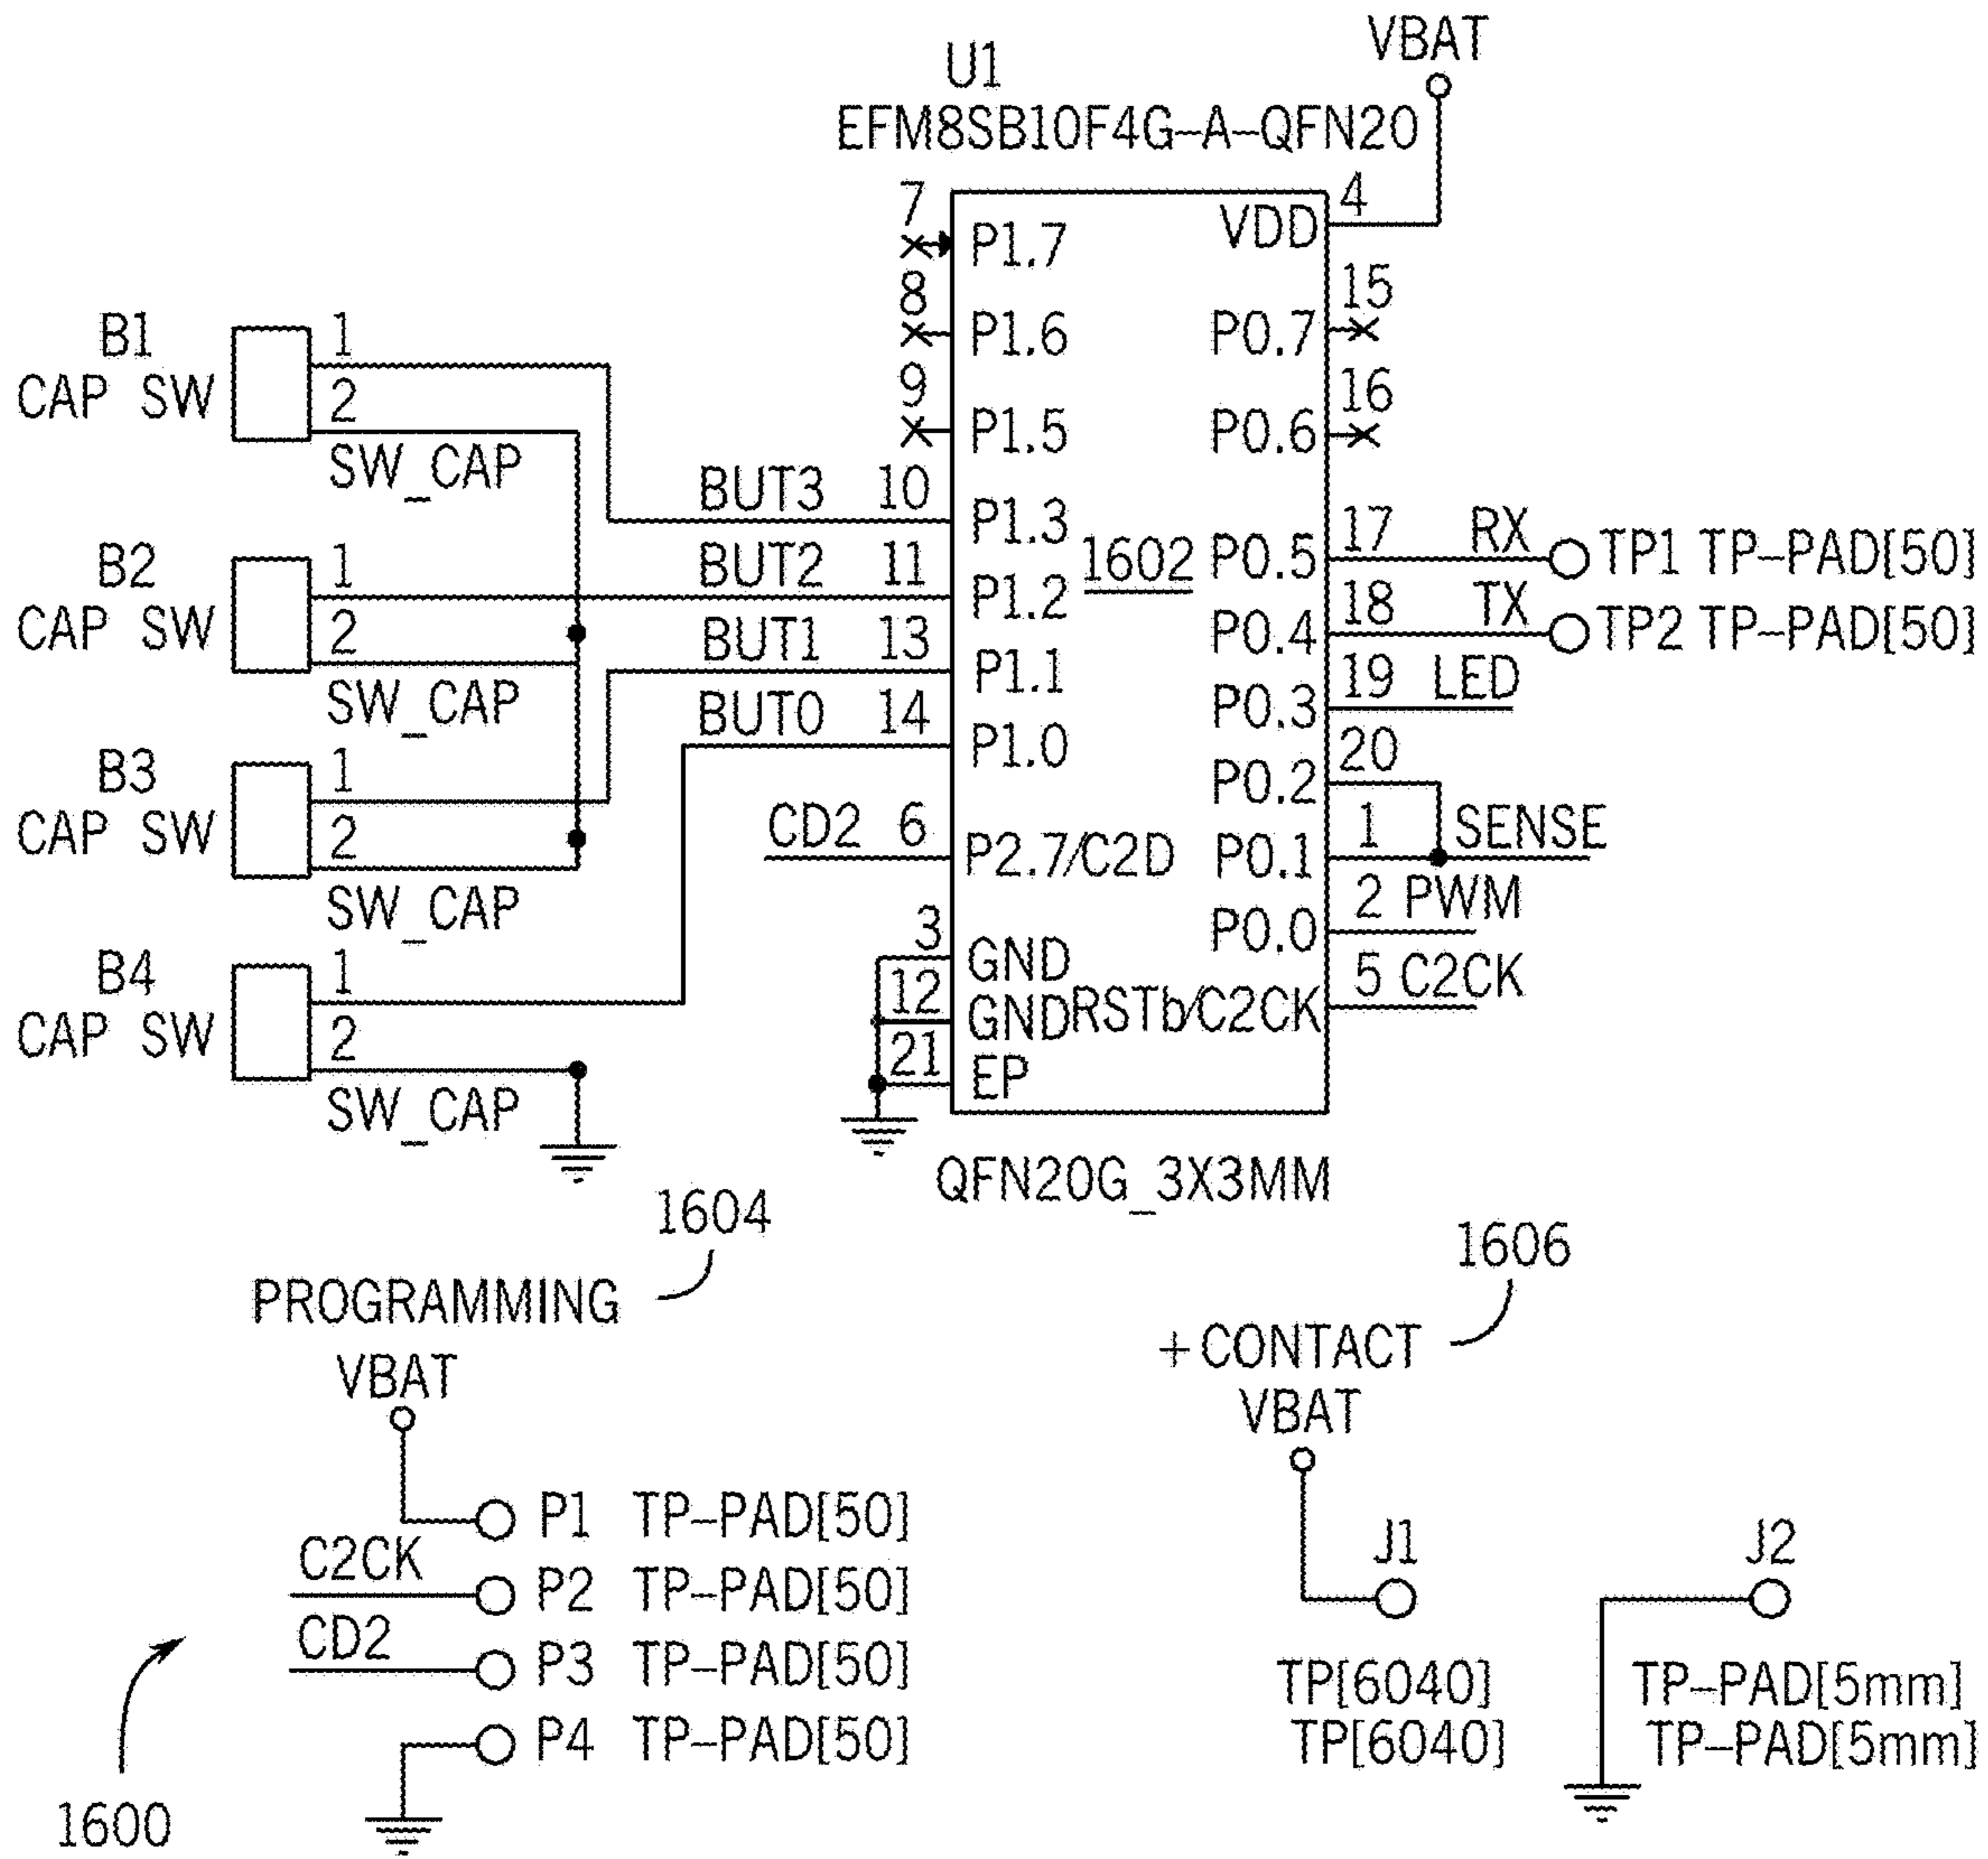 VBAT
U1
EFM8SB10F4G-A-QFN20
7 P1.7 VDD 4
8 P1.6 P0.7 15
9 P1.5 P0.6 16
B1 1
CAP SW 2
SW_CAP
BUT3 10 P1.3
1602
P0.5 17 RX TP1 TP-PAD[50]
B2 1
CAP SW 2
SW_CAP
BUT2 11 P1.2
P0.4 18 TX TP2 TP-PAD[50]
BUT1 13 P1.1
P0.3 19 LED
BUT0 14 P1.0
P0.2 20
B3 1
CAP SW 2
SW_CAP
CD2 6 P2.7/C2D
P0.1 1 SENSE
P0.0 2 PWM
3 GND
12 GND RSTb/C2CK 5 C2CK
21 EP
B4 1
CAP SW 2
SW_CAP
QFN20G_3X3MM
1604
PROGRAMMING
VBAT
P1 TP-PAD[50]
C2CK P2 TP-PAD[50]
CD2 P3 TP-PAD[50]
P4 TP-PAD[50]
1600
1606
+CONTACT
VBAT
J1
TP[6040]
TP[6040]
J2
TP-PAD[5mm]
TP-PAD[5mm]